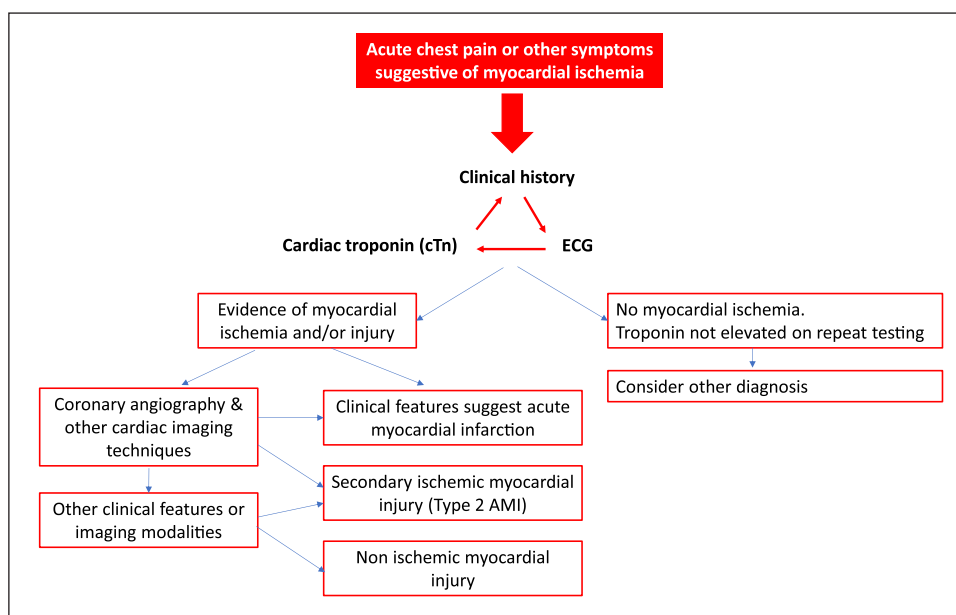 Acute chest pain or other symptoms
suggestive of myocardial ischemia
Clinical history
Cardiac troponin (cTn)
ECG
Evidence of myocardial
ischemia and/or injury
No myocardial ischemia.
Troponin not elevated on repeat testing
Consider other diagnosis
Coronary angiography &
other cardiac imaging
techniques
Clinical features suggest acute
myocardial infarction
Secondary ischemic myocardial
injury (Type 2 AMI)
Other clinical features or
imaging modalities
Non ischemic myocardial
injury